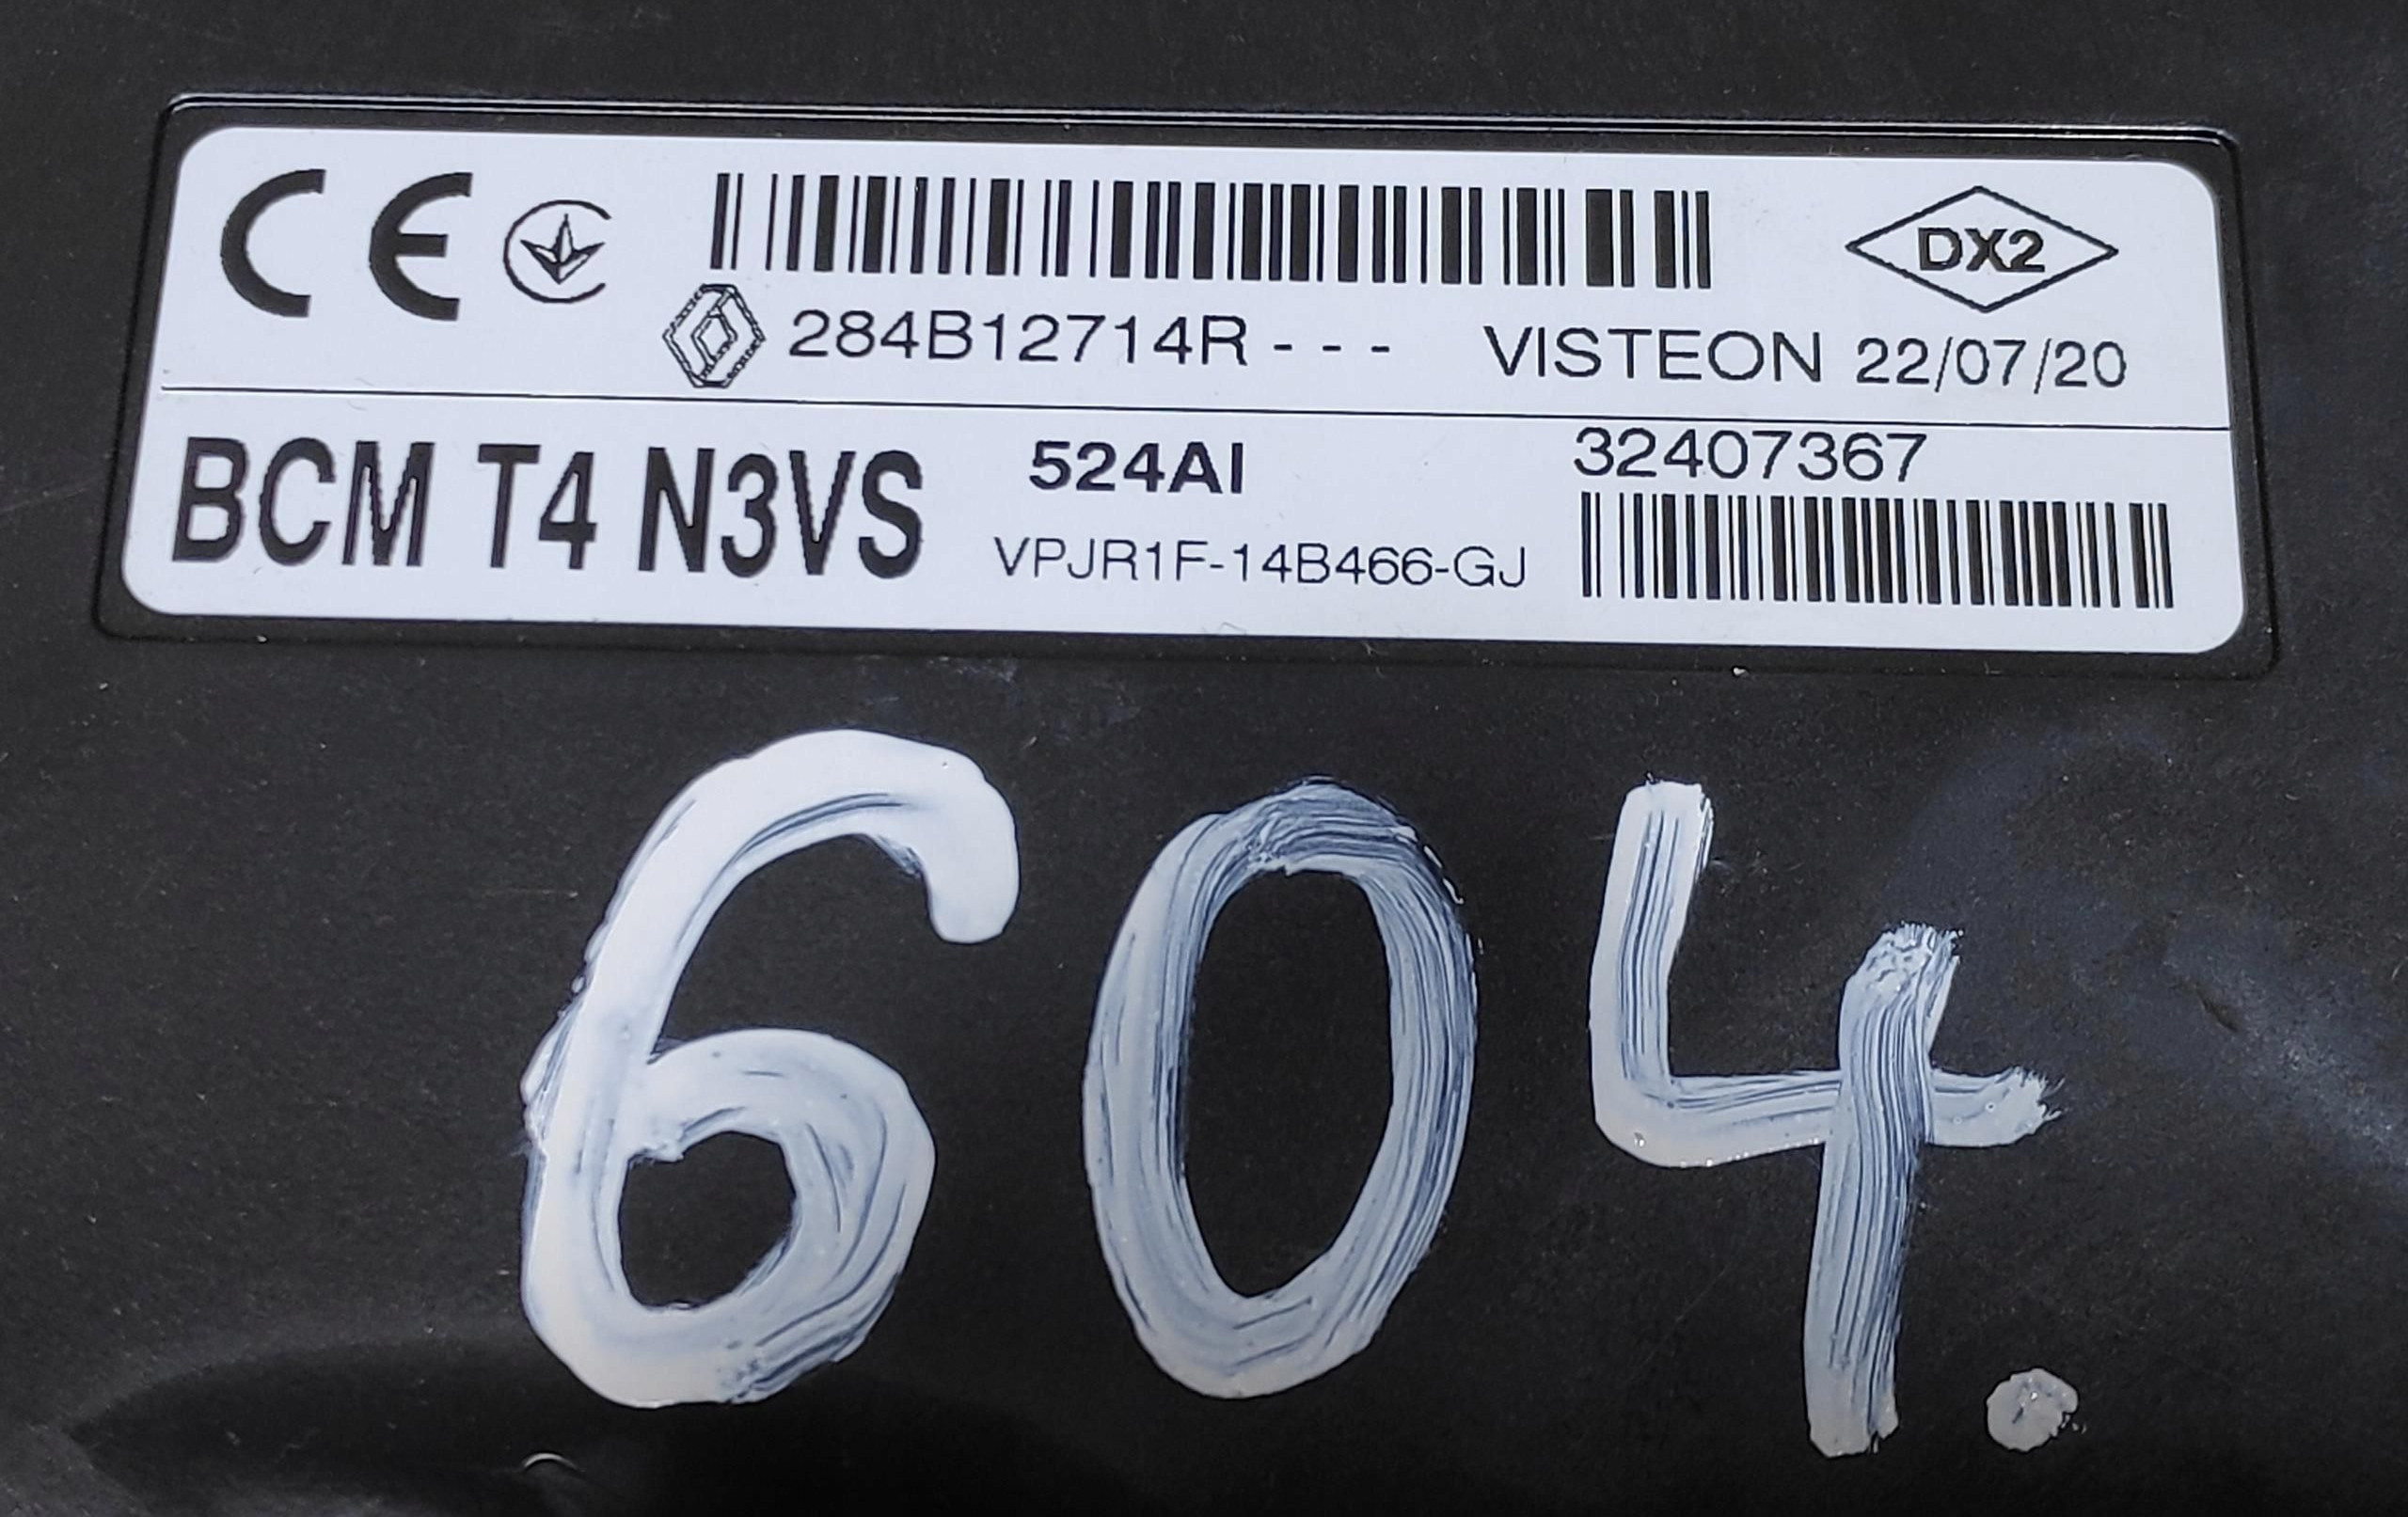 CE
DX2
284B12714R - - - VISTEON 22/07/20
BCM T4 N3VS 524AI 32407367
VPJR1F-14B466-GJ
604.